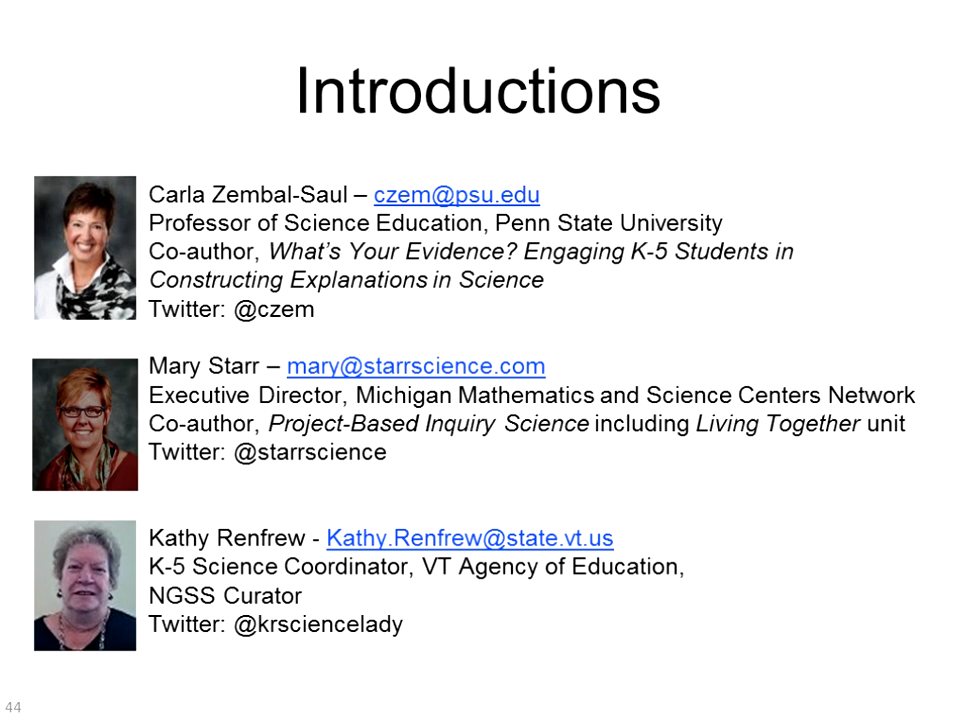 Introductions
Carla Zembal-Saul – czem@psu.edu
Professor of Science Education, Penn State University
Co-author, What’s Your Evidence? Engaging K-5 Students in
Constructing Explanations in Science
Twitter: @czem
Mary Starr – mary@starrscience.com
Executive Director, Michigan Mathematics and Science Centers Network
Co-author, Project-Based Inquiry Science including Living Together unit
Twitter: @starrscience
Kathy Renfrew - Kathy.Renfrew@state.vt.us
K-5 Science Coordinator, VT Agency of Education,
NGSS Curator
Twitter: @krsciencelady
44